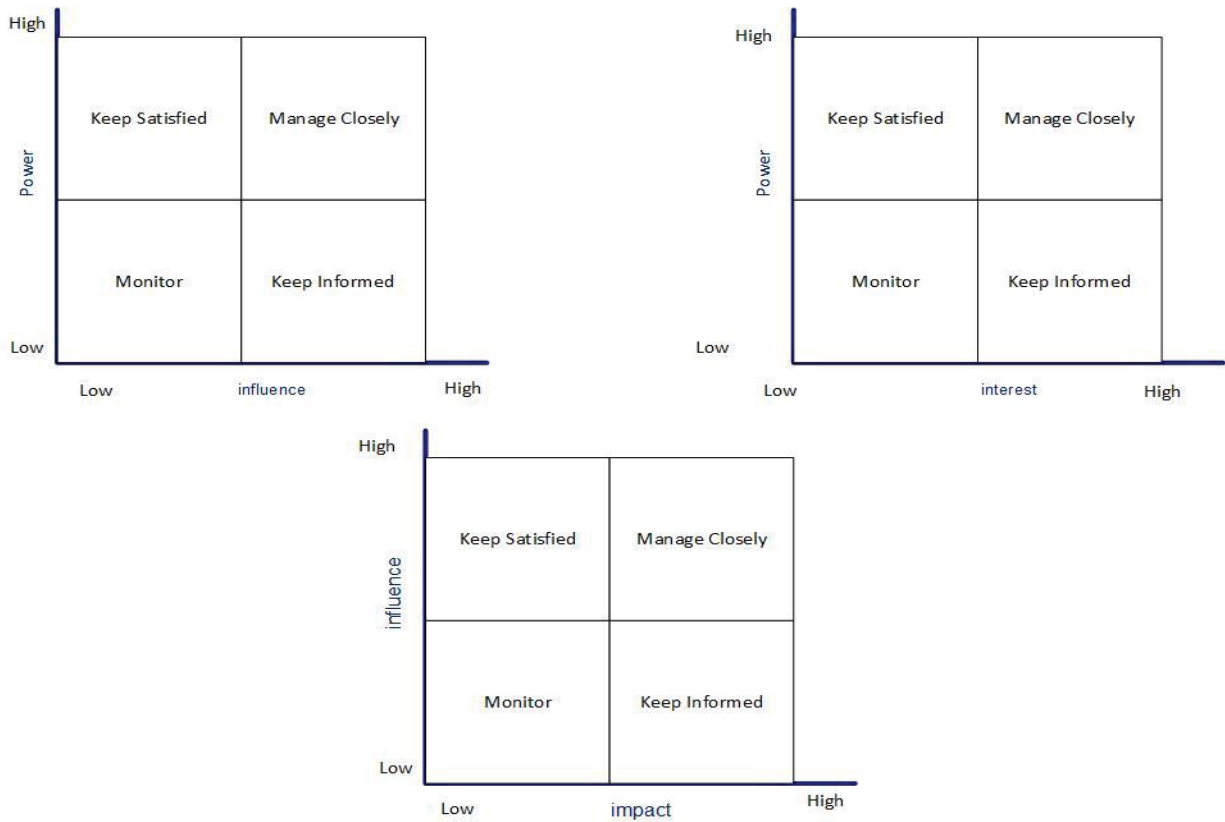 High
Keep Satisfied
Manage Closely
Power
Monitor
Keep Informed
Low
Low
influence
High
High
Keep Satisfied
Manage Closely
Power
Monitor
Keep Informed
Low
Low
interest
High
High
Keep Satisfied
Manage Closely
influence
Monitor
Keep Informed
Low
Low
impact
High